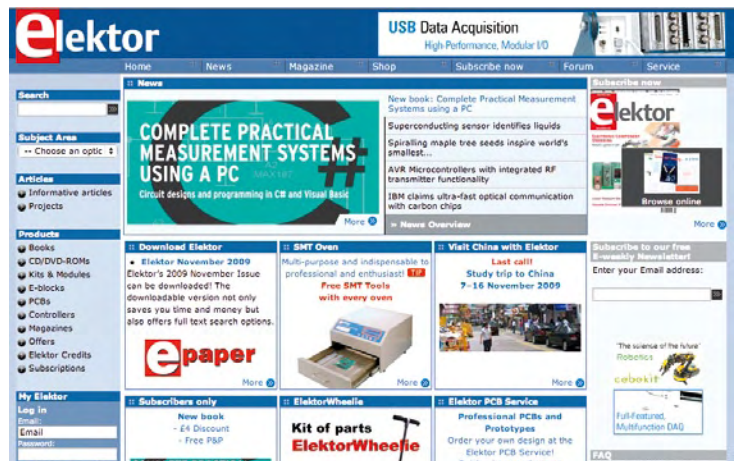 elektor
USB Data Acquisition
High-Performance, Modular I/O
Home
News
Magazine
Shop
Subscribe now
Forum
Service
Search
Subject Area
-- Choose an optic
Articles
Informative articles
Projects
Products
Books
CD/DVD-ROMs
Kits & Modules
E-blocks
PCBs
Controllers
Magazines
Offers
Elektor Credits
Subscriptions
My Elektor
Log in
Email:
Email
Password:
:: News
COMPLETE PRACTICAL
MEASUREMENT SYSTEMS
USING A PC
Circuit designs and programming in C# and Visual Basic
More
New book: Complete Practical Measurement
Systems using a PC
Superconducting sensor identifies liquids
Spiralling maple tree seeds inspire world's
smallest...
AVR Microcontrollers with integrated RF
transmitter functionality
IBM claims ultra-fast optical communication
with carbon chips
» News Overview
:: Download Elektor
• Elektor November 2009
Elektor's 2009 November Issue
can be downloaded! The
downloadable version not only
saves you time and money but
also offers full text search options.
epaper
More
:: SMT Oven
Multi-purpose and indispensable to
professional and enthusiast! TIP
Free SMT Tools
with every oven
More
:: Visit China with Elektor
Last call!
Study trip to China
7-16 November 2009
More
:: Subscribers only
New book
- £4 Discount
- Free P&P
:: ElektorWheelie
Kit of parts
ElektorWheelie
:: Elektor PCB Service
Professional PCBs and
Prototypes
Order your own design at the
Elektor PCB Service!
Subscribe now
elektor
Browse online
More
Subscribe to our free
E-weekly Newsletter!
Enter your Email address:
"The science of the future"
Robotics
cebekit
Full-Featured,
Multifunction DAQ
FAQ